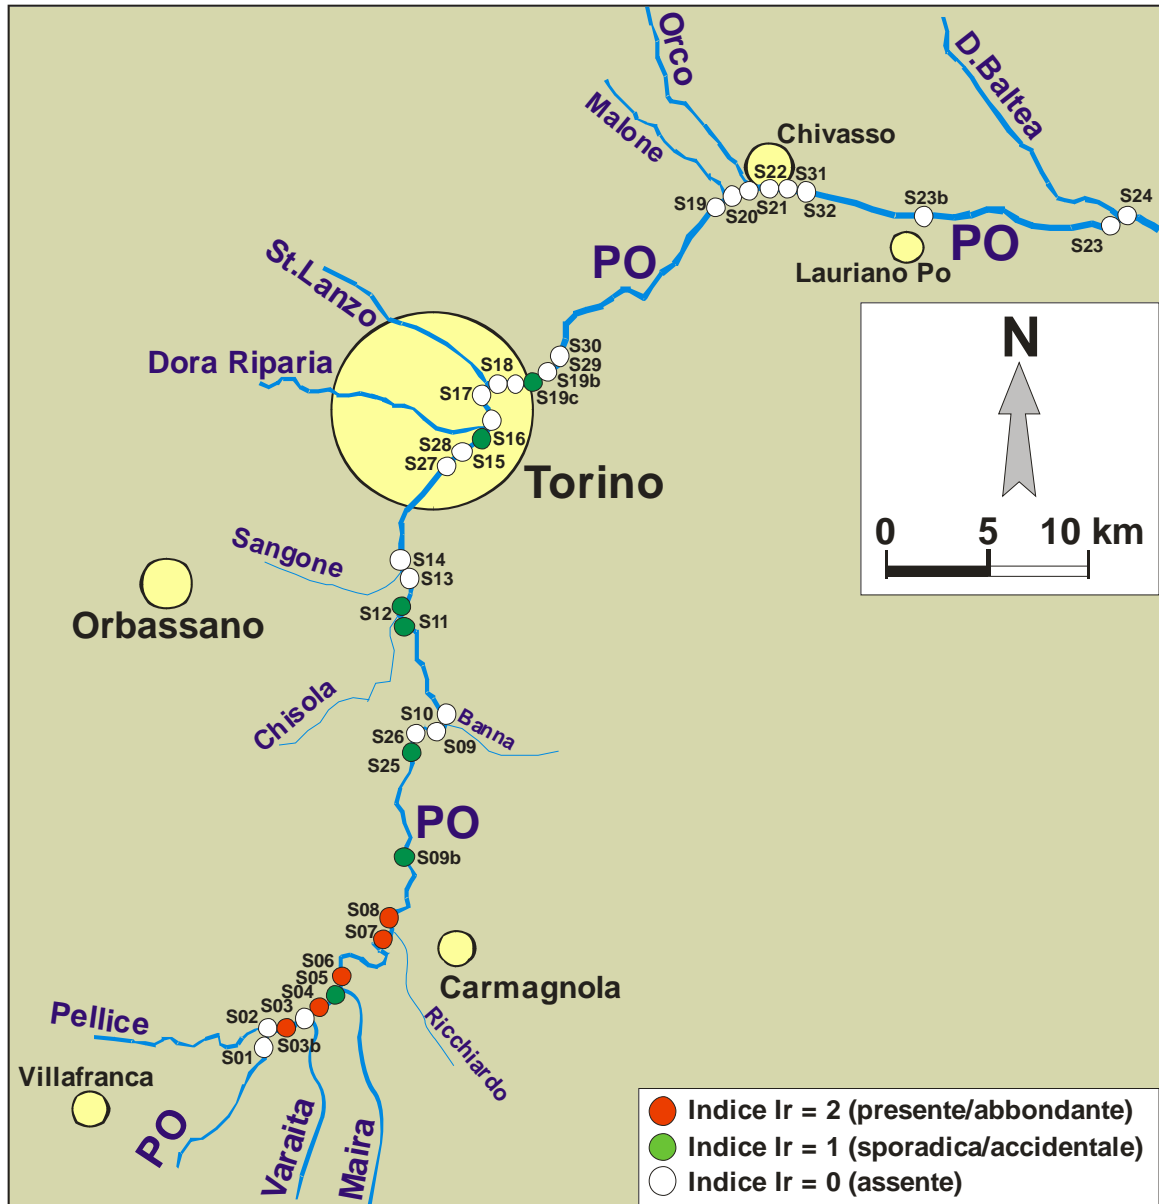 Orco
D.Baltea
Malone
Chivasso
S22
S31
S19
S20
S21
S32
S23b
S24
S23
PO
PO
Lauriano Po
St.Lanzo
Dora Riparia
S30
S29
S18
S19b
S17
S19c
S16
S28
S15
S27
Torino
N
0 5 10 km
Sangone
S14
S13
Orbassano
S12
S11
Chisola
S10
Banna
S26
S09
S25
PO
S09b
S08
S07
Carmagnola
S06
S05
S04
S03
S02
S03b
S01
Pellice
Ricchiardo
Villafranca
PO
Varaita
Maira
Indice Ir = 2 (presente/abbondante)
Indice Ir = 1 (sporadica/accidentale)
Indice Ir = 0 (assente)